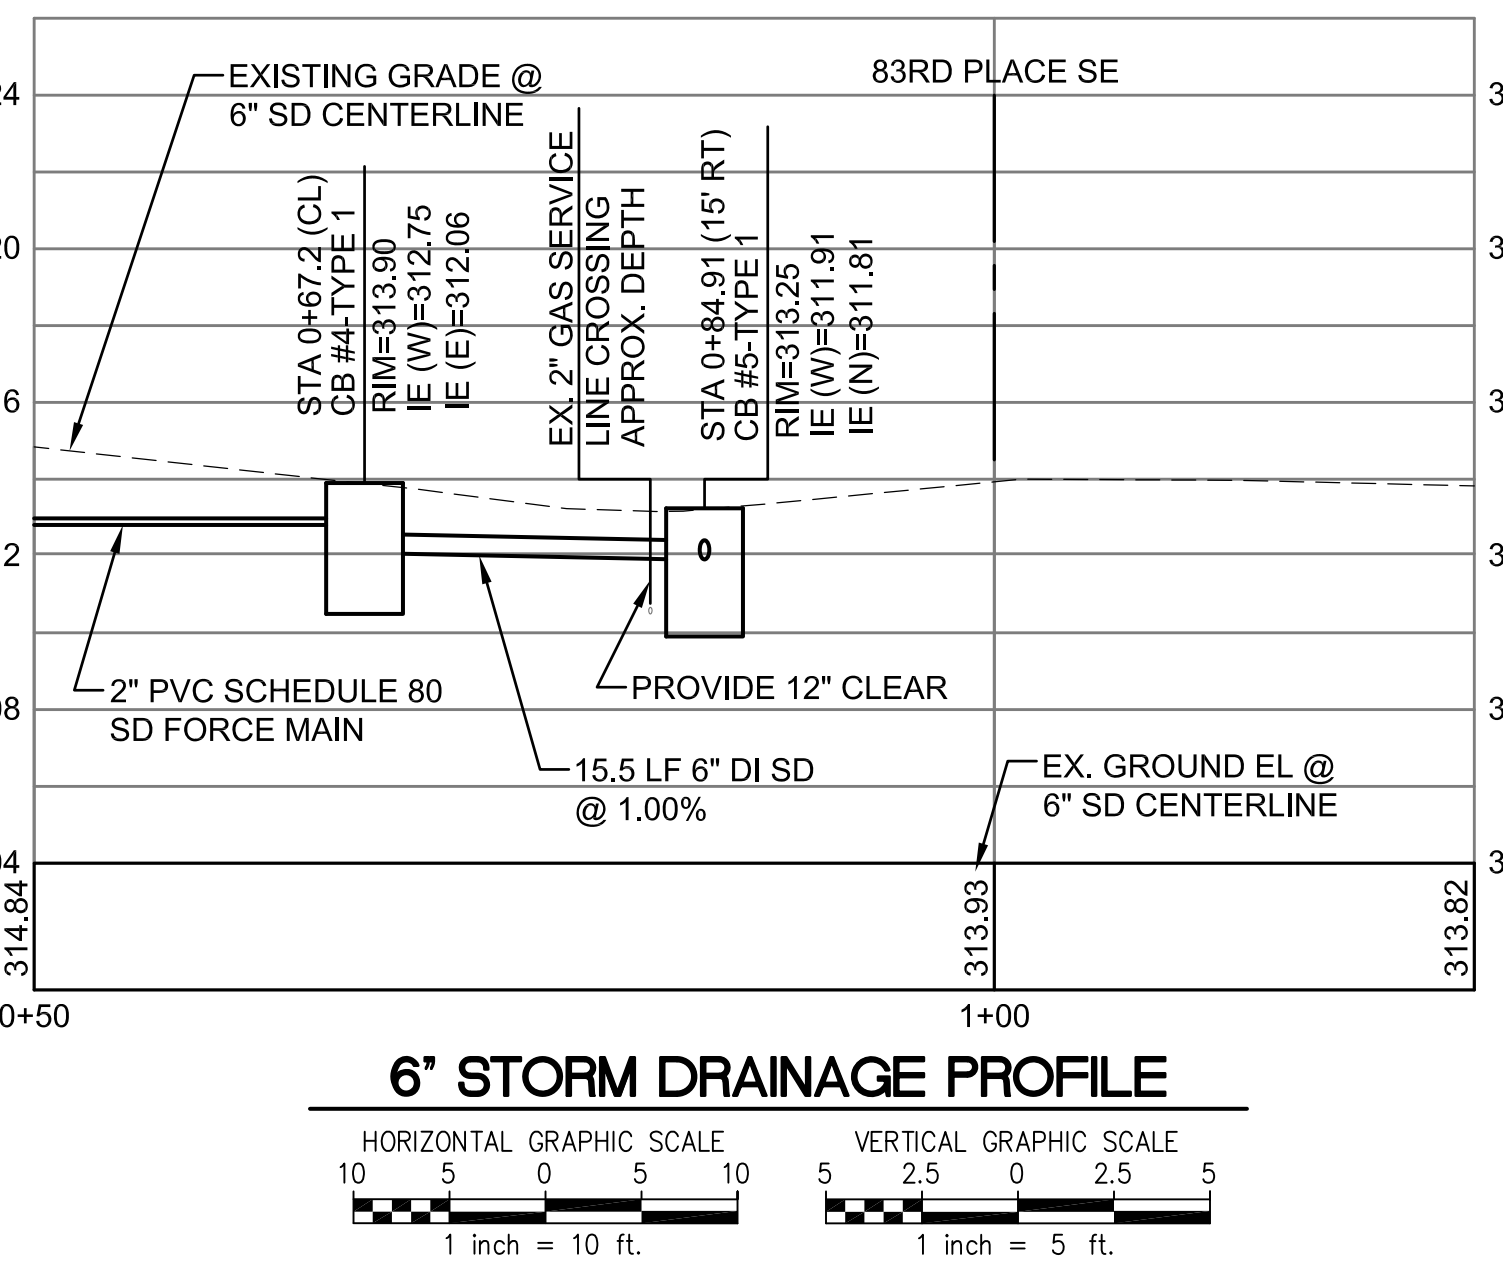 EXISTING GRADE @
6" SD CENTERLINE
83RD PLACE SE
STA 0+67.2 (CL)
CB #4-TYPE 1
RIM=313.90
IE (W)=312.75
IE (E)=312.06
EX. 2" GAS SERVICE
LINE CROSSING
APPROX. DEPTH
STA 0+84.91 (15' RT)
CB #5-TYPE 1
RIM=313.25
IE (W)=311.91
IE (N)=311.81
2" PVC SCHEDULE 80
SD FORCE MAIN
PROVIDE 12" CLEAR
15.5 LF 6" DI SD
@ 1.00%
EX. GROUND EL @
6" SD CENTERLINE
314.84
313.93
313.82
0+50
1+00
6" STORM DRAINAGE PROFILE
HORIZONTAL GRAPHIC SCALE
10 5 0 5 10
1 inch = 10 ft.
VERTICAL GRAPHIC SCALE
5 2.5 0 2.5 5
1 inch = 5 ft.